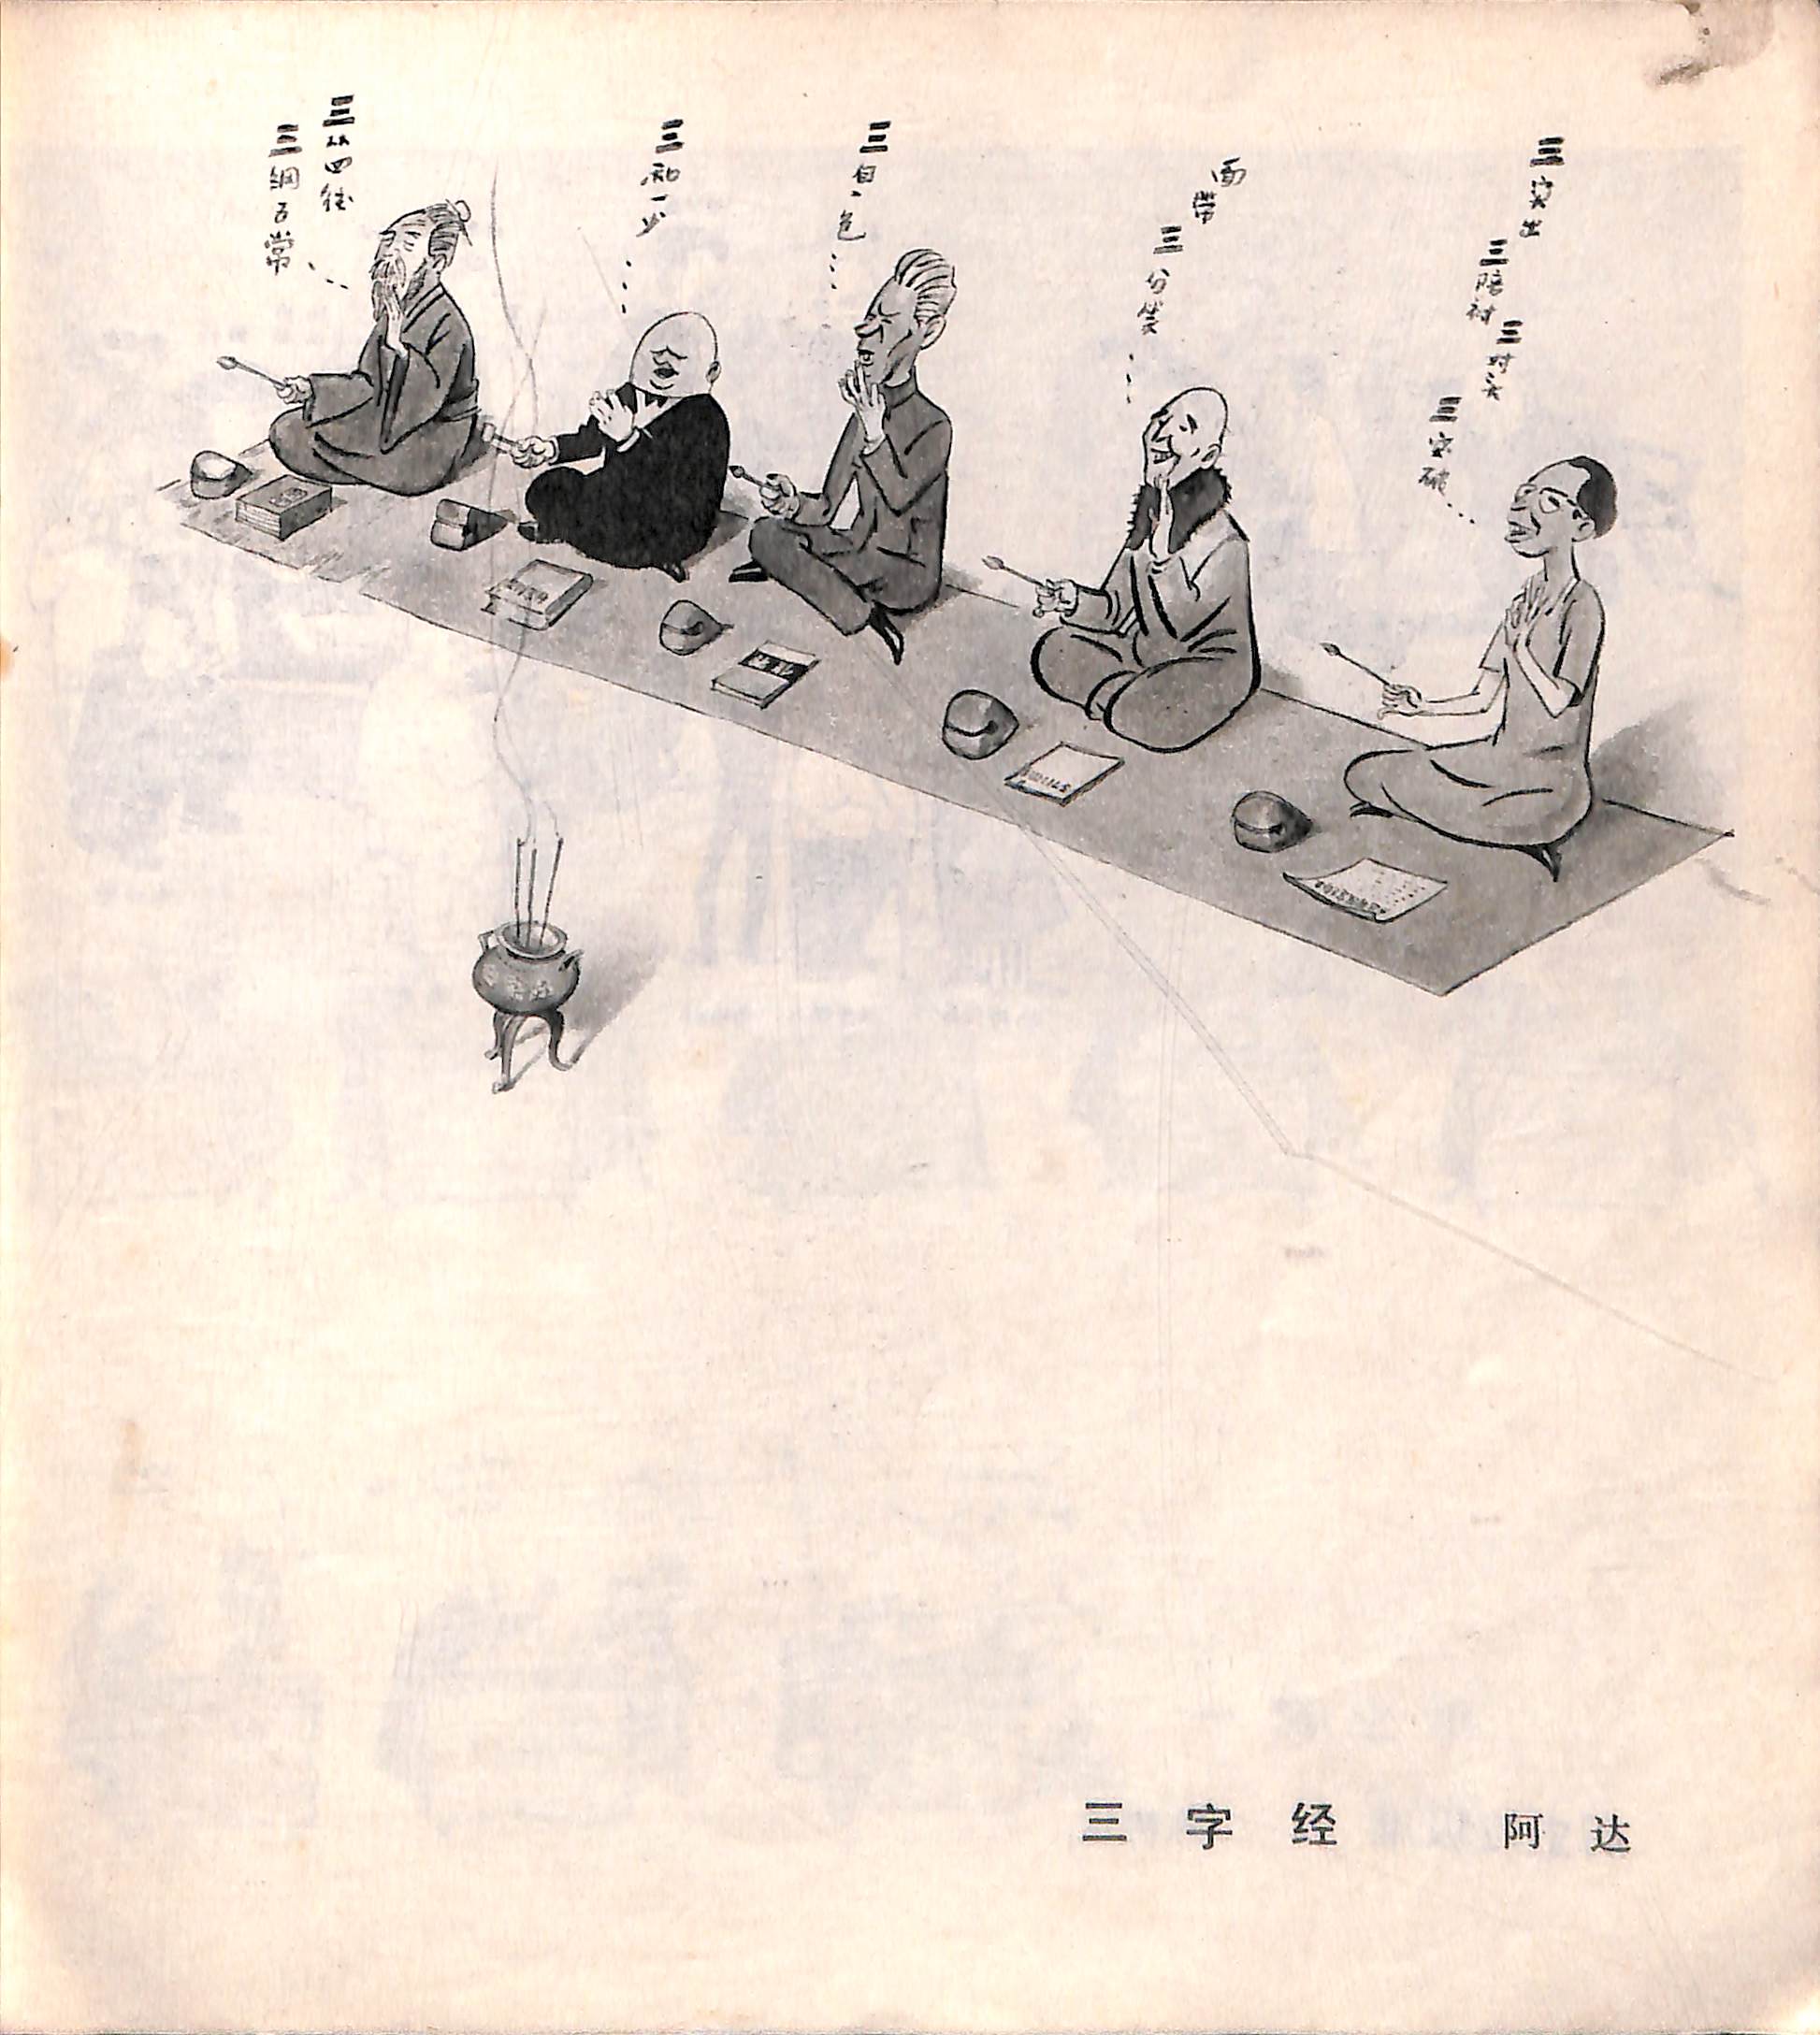 三从四德
三纲五常
三和一少
三自一包
面带
三分笑
三突出
三陪衬
三对头
三突破
三字经 阿达